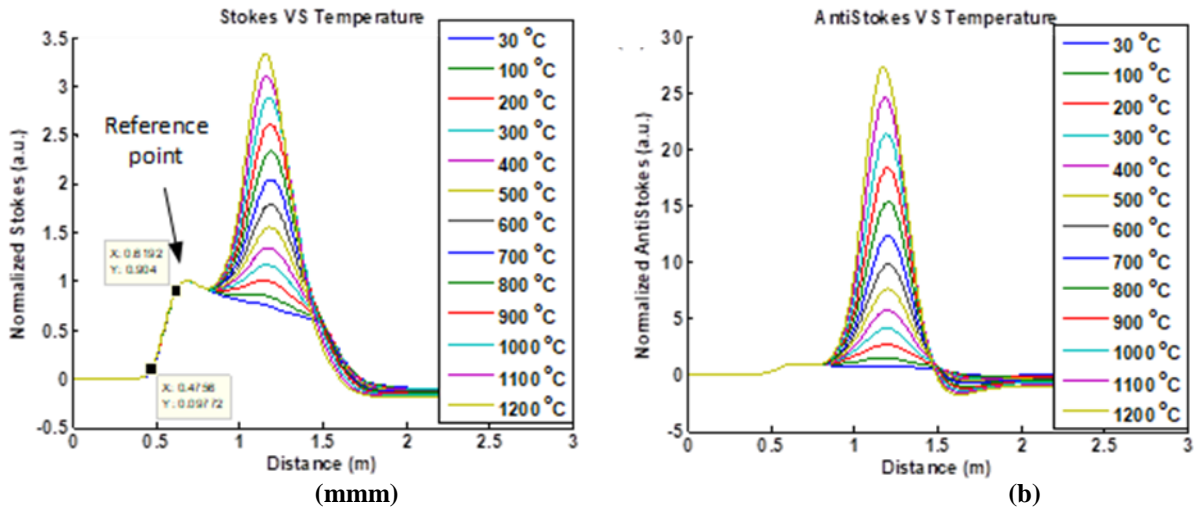 Stokes VS Temperature
3.5
3
2.5
2
1.5
1
0.5
0
-0.5
Normalized Stokes (a.u.)
Reference
point
X: 0.6192
Y: 0.904
X: 0.4756
Y: 0.09772
0
0.5
1
1.5
2
2.5
3
Distance (m)
30 °C
100 °C
200 °C
300 °C
400 °C
500 °C
600 °C
700 °C
800 °C
900 °C
1000 °C
1100 °C
1200 °C
(mmm)
AntiStokes VS Temperature
30
25
20
15
10
5
0
-5
Normalized AntiStokes (a.u.)
0
0.5
1
1.5
2
2.5
3
Distance (m)
30 °C
100 °C
200 °C
300 °C
400 °C
500 °C
600 °C
700 °C
800 °C
900 °C
1000 °C
1100 °C
1200 °C
(b)